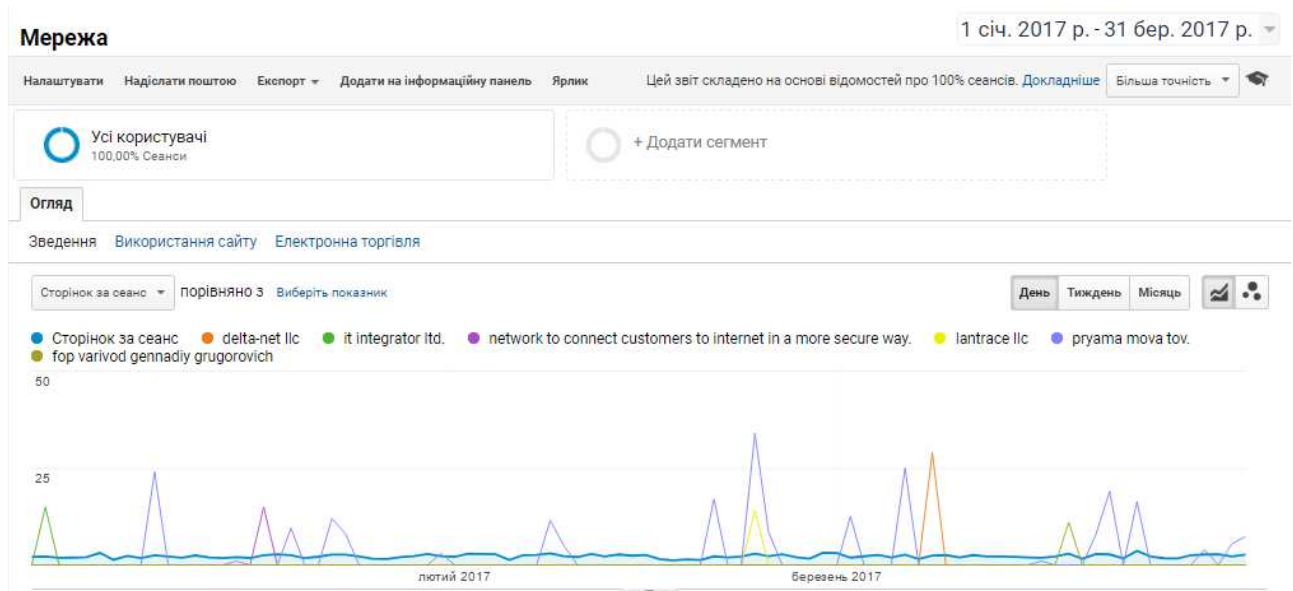 Мережа
1 січ. 2017 р. - 31 бер. 2017 р.
Налаштувати Надіслати поштою Експорт Додати на інформаційну панель Ярлик Цей звіт складено на основі відомостей про 100% сеансів. Докладніше Більша точність
Усі користувачі
100,00% Сеанси
+ Додати сегмент
Огляд
Зведення Використання сайту Електронна торгівля
Сторінок за сеанс порівняно з Виберіть показник День Тиждень Місяць
Сторінок за сеанс delta-net llc it integrator ltd. network to connect customers to internet in a more secure way. lantrace llc pryama mova tov.
fop varivod gennadiy grugorovich
50
25
лютий 2017 березень 2017